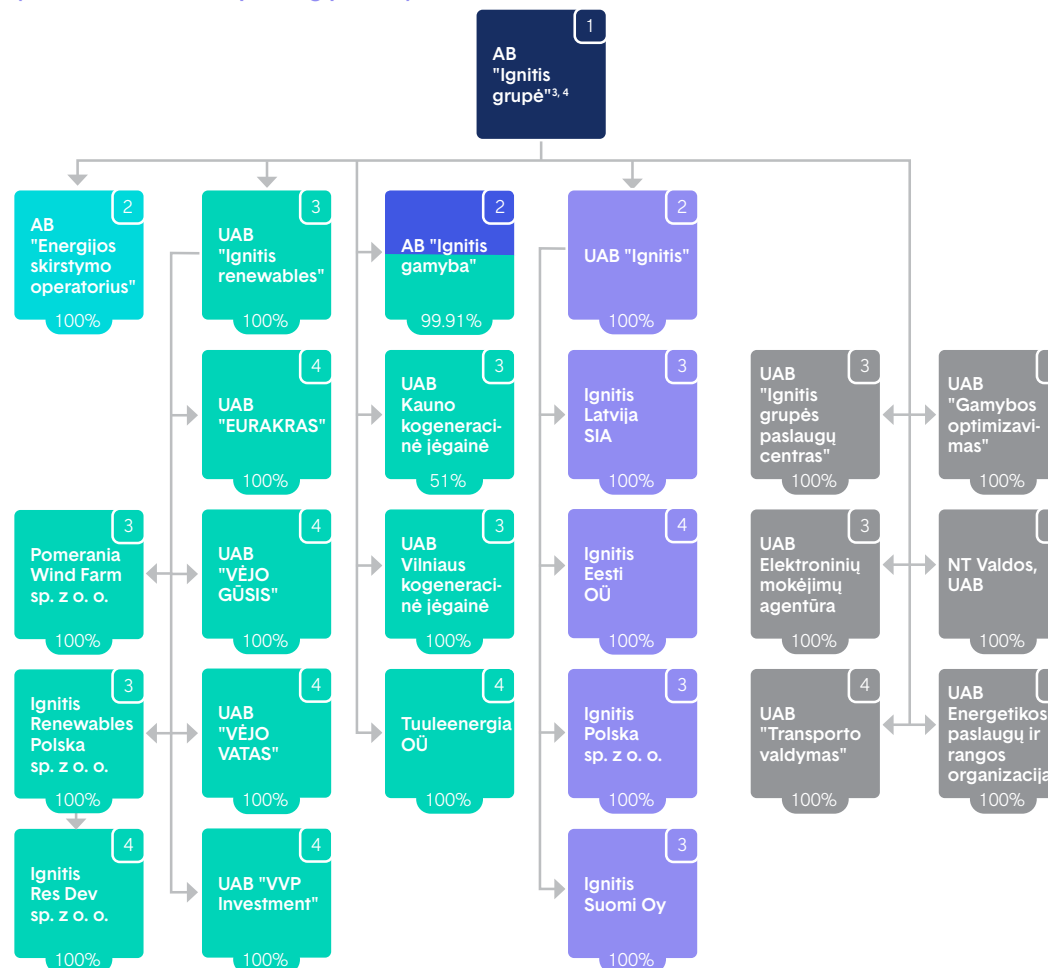 1
AB
"Ignitis
grupė"3, 4
2
AB
"Energijos
skirstymo
operatorius"
100%
3
UAB
"Ignitis
renewables"
100%
2
AB "Ignitis
gamyba"
99.91%
2
UAB "Ignitis"
100%
4
UAB
"EURAKRAS"
100%
3
UAB
Kauno
kogeneraci-
nė jėgainė
51%
3
Ignitis
Latvija
SIA
100%
3
UAB
"Ignitis
grupės
paslaugų
centras"
100%
UAB
"Gamybos
optimizavi-
mas"
100%
3
Pomerania
Wind Farm
sp. z o. o.
100%
4
UAB
"VĖJO
GŪSIS"
100%
3
UAB
Vilniaus
kogeneraci-
nė jėgainė
100%
4
Ignitis
Eesti
OÜ
100%
3
UAB
Elektroninių
mokėjimų
agentūra
100%
NT Valdos,
UAB
100%
3
Ignitis
Renewables
Polska
sp. z o. o.
100%
4
UAB
"VĖJO
VATAS"
100%
4
Tuuleenergia
OÜ
100%
3
Ignitis
Polska
sp. z o. o.
100%
4
UAB
"Transporto
valdymas"
100%
UAB
Energetikos
paslaugų ir
rangos
organizacija
100%
4
Ignitis
Res Dev
sp. z o. o.
100%
4
UAB "VVP
Investment"
100%
3
Ignitis
Suomi Oy
100%